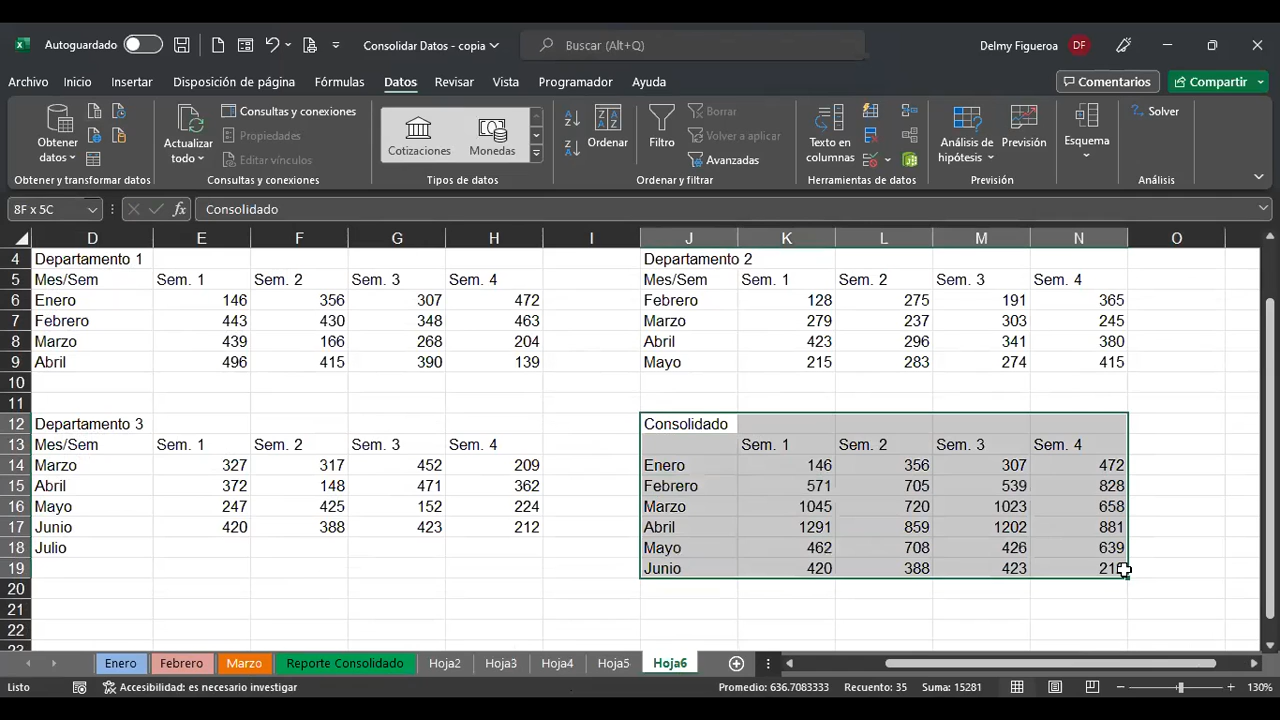 Autoguardado
Consolidar Datos - copia
Buscar (Alt+Q)
Delmy Figueroa
DF
Archivo Inicio Insertar Disposición de página Fórmulas Datos Revisar Vista Programador Ayuda
Comentarios
Compartir
Obtener datos
Actualizar todo
Consultas y conexiones
Propiedades
Editar vínculos
Cotizaciones
Monedas
Ordenar
Filtro
Borrar
Volver a aplicar
Avanzadas
Texto en columnas
Análisis de hipótesis
Previsión
Esquema
Solver
Obtener y transformar datos
Consultas y conexiones
Tipos de datos
Ordenar y filtrar
Herramientas de datos
Previsión
Análisis
8F x 5C
fx
Consolidado
D E F G H I J K L M N O
4 Departamento 1 Departamento 2
5 Mes/Sem Sem. 1 Sem. 2 Sem. 3 Sem. 4 Mes/Sem Sem. 1 Sem. 2 Sem. 3 Sem. 4
6 Enero 146 356 307 472 Febrero 128 275 191 365
7 Febrero 443 430 348 463 Marzo 279 237 303 245
8 Marzo 439 166 268 204 Abril 423 296 341 380
9 Abril 496 415 390 139 Mayo 215 283 274 415
10
11
12 Departamento 3 Consolidado
13 Mes/Sem Sem. 1 Sem. 2 Sem. 3 Sem. 4 Sem. 1 Sem. 2 Sem. 3 Sem. 4
14 Marzo 327 317 452 209 Enero 146 356 307 472
15 Abril 372 148 471 362 Febrero 571 705 539 828
16 Mayo 247 425 152 224 Marzo 1045 720 1023 658
17 Junio 420 388 423 212 Abril 1291 859 1202 881
18 Julio Mayo 462 708 426 639
19 Junio 420 388 423
20
21
22
Enero Febrero Marzo Reporte Consolidado Hoja2 Hoja3 Hoja4 Hoja5 Hoja6
Listo
Accesibilidad: es necesario investigar
Promedio: 636.7083333 Recuento: 35 Suma: 15281
130%